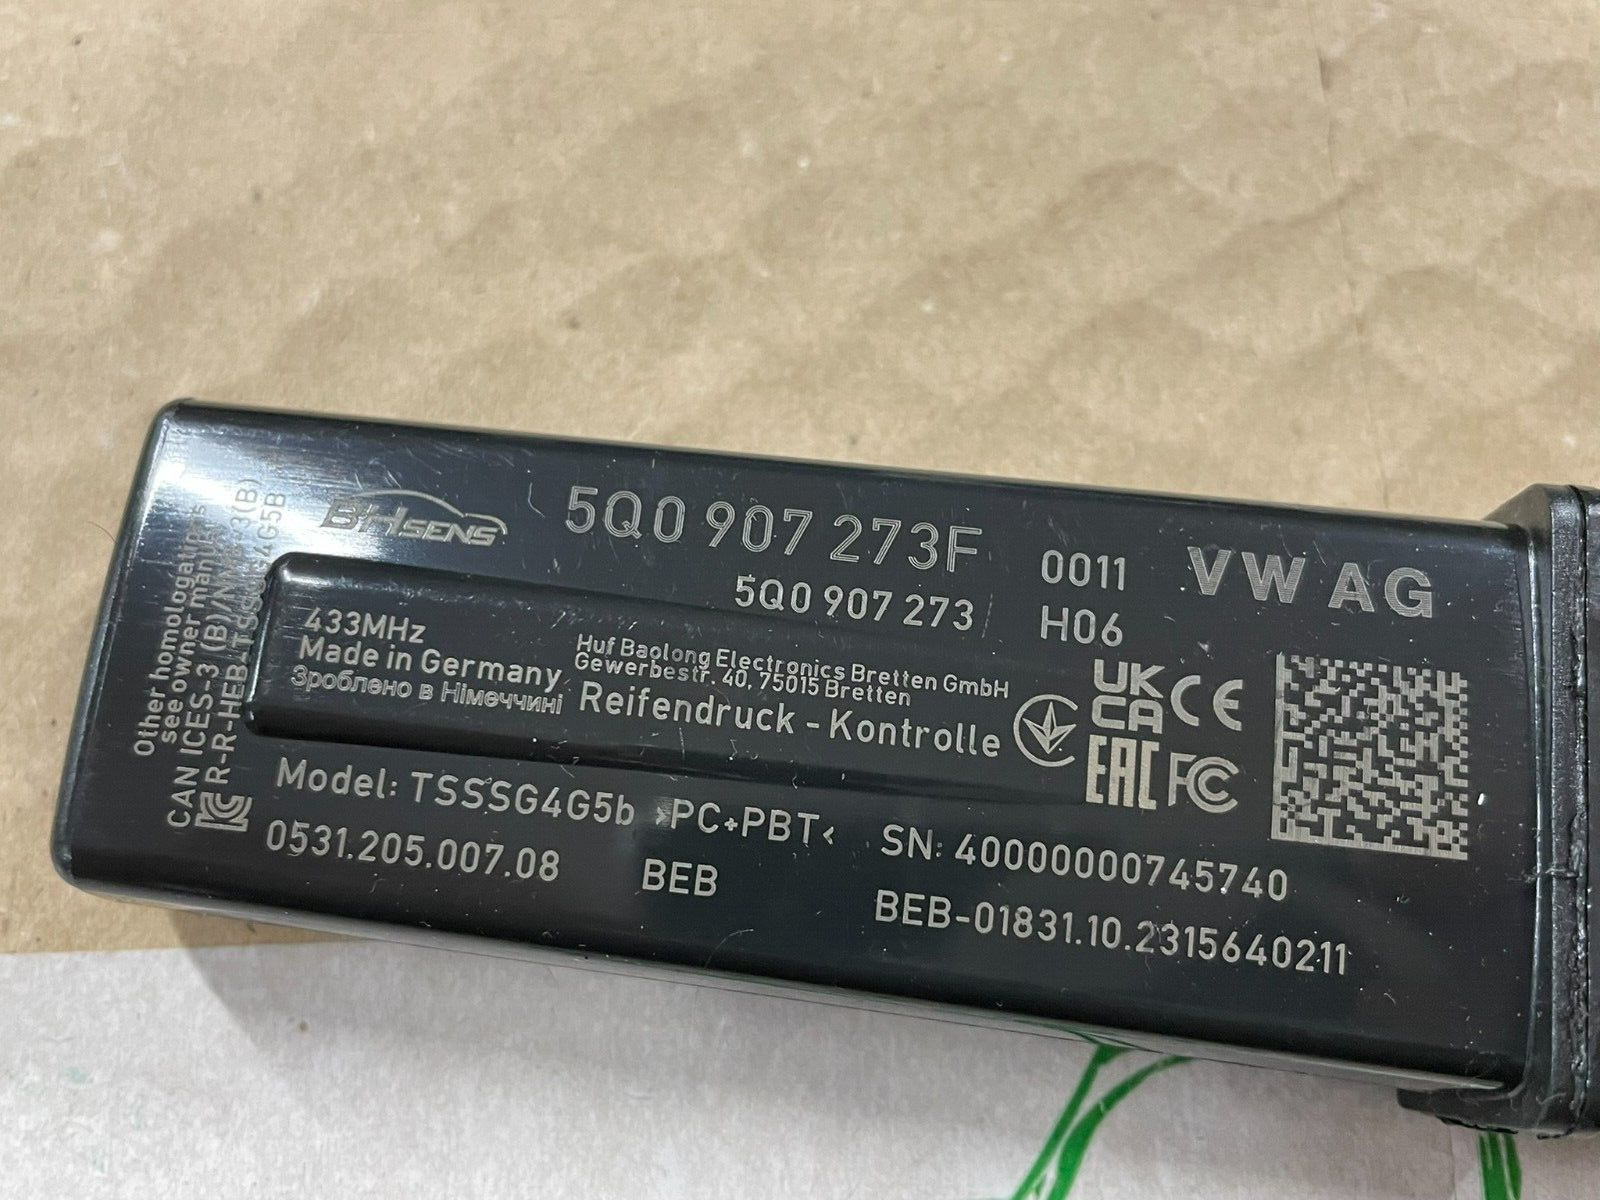 BHSENS
5Q0 907 273F
0011
VW AG
5Q0 907 273
H06
433MHz
Made in Germany
Зроблено в Німеччині
Huf Baolong Electronics Bretten GmbH
Gewerbestr. 40, 75015 Bretten
Reifendruck - Kontrolle
UK
CA
CE
EAC
FC
Model: TSSSG4G5b >PC+PBT<
SN: 40000000745740
0531.205.007.08
BEB
BEB-01831.10.2315640211
Other homologations
see owner manuals
CAN ICES-3 (B)/NMB-3(B)
R-R-HEB-TSSSG4G5B